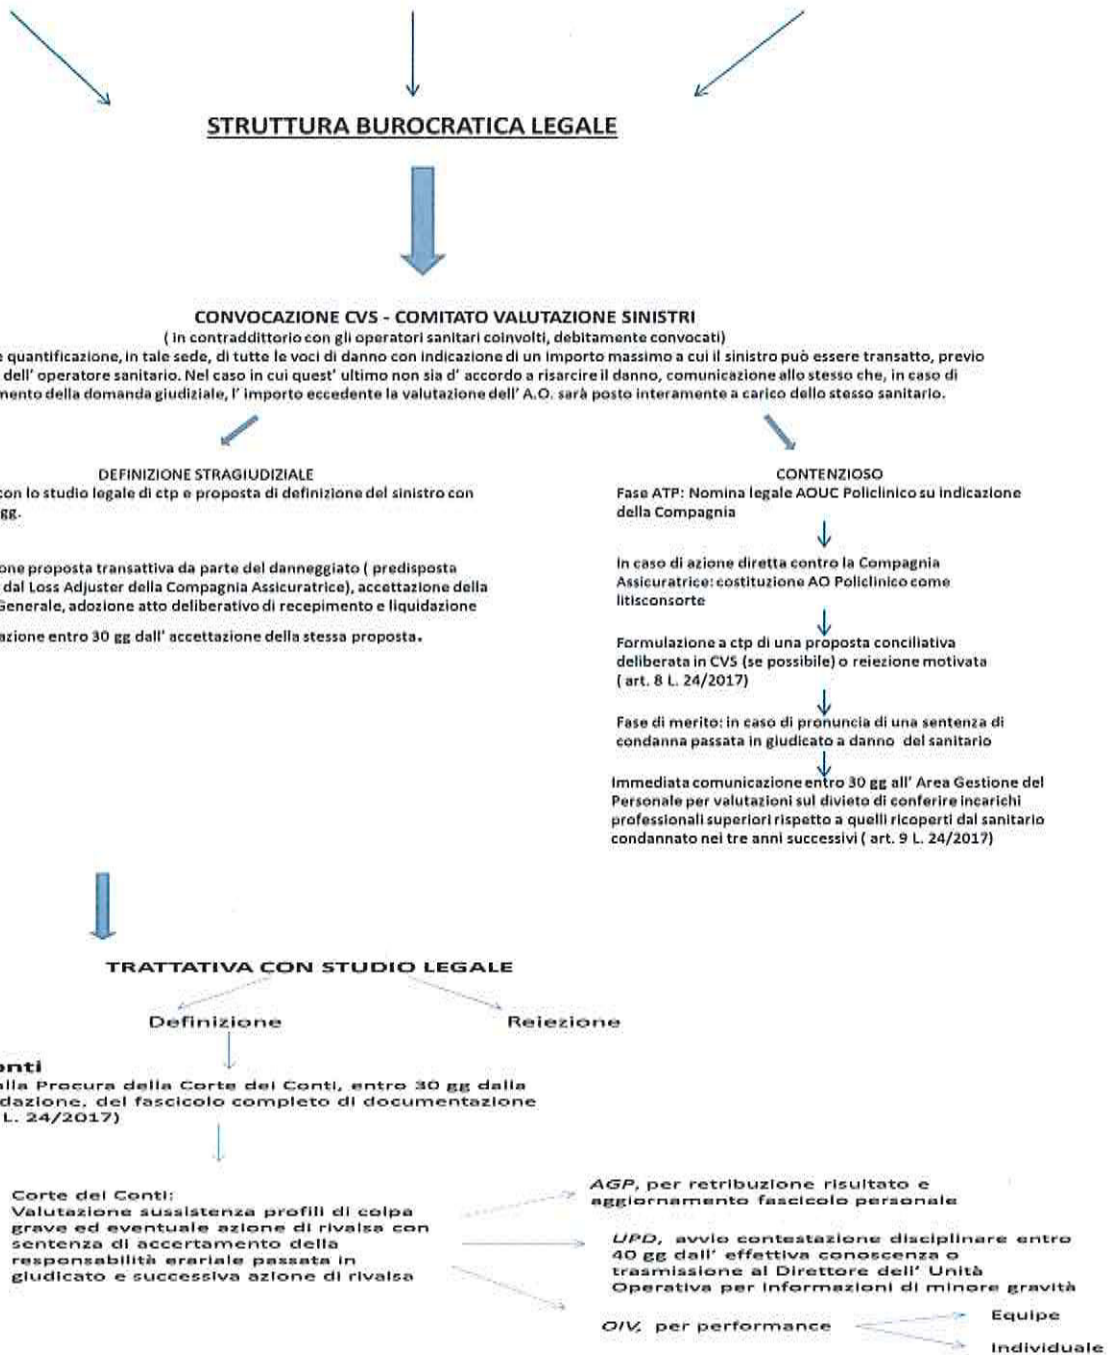 STRUTTURA BUROCRATICA LEGALE
CONVOCAZIONE CVS - COMITATO VALUTAZIONE SINISTRI
( In contraddittorio con gli operatori sanitari coinvolti, debitamente convocati)
e quantificazione, in tale sede, di tutte le voci di danno con indicazione di un importo massimo a cui il sinistro può essere transatto, previo
dell' operatore sanitario. Nel caso in cui quest' ultimo non sia d' accordo a risarcire il danno, comunicazione allo stesso che, in caso di
mento della domanda giudiziale, l' importo eccedente la valutazione dell' A.O. sarà posto interamente a carico dello stesso sanitario.
DEFINIZIONE STRAGIUDIZIALE
con lo studio legale di ctp e proposta di definizione del sinistro con
gg.
one proposta transattiva da parte del danneggiato ( predisposta
dal Loss Adjuster della Compagnia Assicuratrice), accettazione della
Generale, adozione atto deliberativo di recepimento e liquidazione
azione entro 30 gg dall' accettazione della stessa proposta.
CONTENZIOSO
Fase ATP: Nomina legale AOUC Policlinico su indicazione
della Compagnia
In caso di azione diretta contro la Compagnia
Assicuratrice: costituzione AO Policlinico come
litisconsorte
Formulazione a ctp di una proposta conciliativa
deliberata in CVS (se possibile) o reiezione motivata
( art. 8 L. 24/2017)
Fase di merito: in caso di pronuncia di una sentenza di
condanna passata in giudicato a danno del sanitario
Immediata comunicazione entro 30 gg all' Area Gestione del
Personale per valutazioni sul divieto di conferire incarichi
professionali superiori rispetto a quelli ricoperti dal sanitario
condannato nei tre anni successivi ( art. 9 L. 24/2017)
TRATTATIVA CON STUDIO LEGALE
Definizione
Reiezione
onti
alla Procura della Corte dei Conti, entro 30 gg dalla
dazione, del fascicolo completo di documentazione
L. 24/2017)
Corte dei Conti:
Valutazione sussistenza profili di colpa
grave ed eventuale azione di rivalsa con
sentenza di accertamento della
responsabilità erariale passata in
giudicato e successiva azione di rivalsa
AGP, per retribuzione risultato e
aggiornamento fascicolo personale
UPD, avvio contestazione disciplinare entro
40 gg dall' effettiva conoscenza o
trasmissione al Direttore dell' Unità
Operativa per informazioni di minore gravità
OIV, per performance
Equipe
Individuale